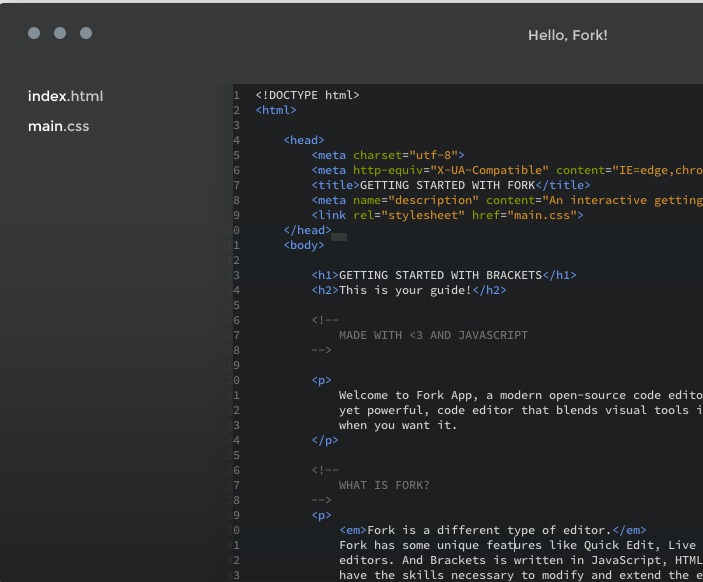 Hello, Fork!
index.html
main.css
1 <!DOCTYPE html>
2 <html>
3
4 <head>
5 <meta charset="utf-8">
6 <meta http-equiv="X-UA-Compatible" content="IE=edge,chro
7 <title>GETTING STARTED WITH FORK</title>
8 <meta name="description" content="An interactive getting
9 <link rel="stylesheet" href="main.css">
0 </head>
1 <body>
2
3 <h1>GETTING STARTED WITH BRACKETS</h1>
4 <h2>This is your guide!</h2>
5
6 <!--
7 MADE WITH <3 AND JAVASCRIPT
8 -->
9
0 <p>
1 Welcome to Fork App, a modern open-source code edito
2 yet powerful, code editor that blends visual tools i
3 when you want it.
4 </p>
5
6 <!--
7 WHAT IS FORK?
8 -->
9 <p>
0 <em>Fork is a different type of editor.</em>
1 Fork has some unique features like Quick Edit, Live
2 editors. And Brackets is written in JavaScript, HTML
3 have the skills necessary to modify and extend the e